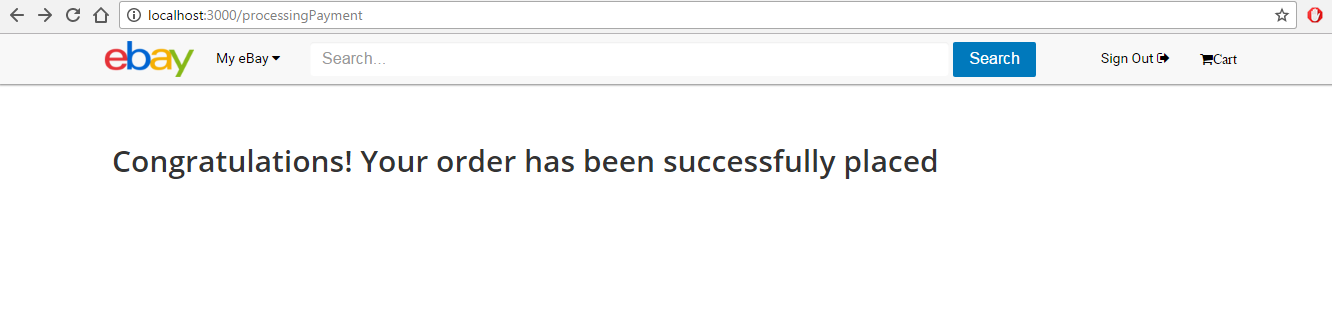 localhost:3000/processingPayment
ebay My eBay Search... Search Sign Out Cart
Congratulations! Your order has been successfully placed